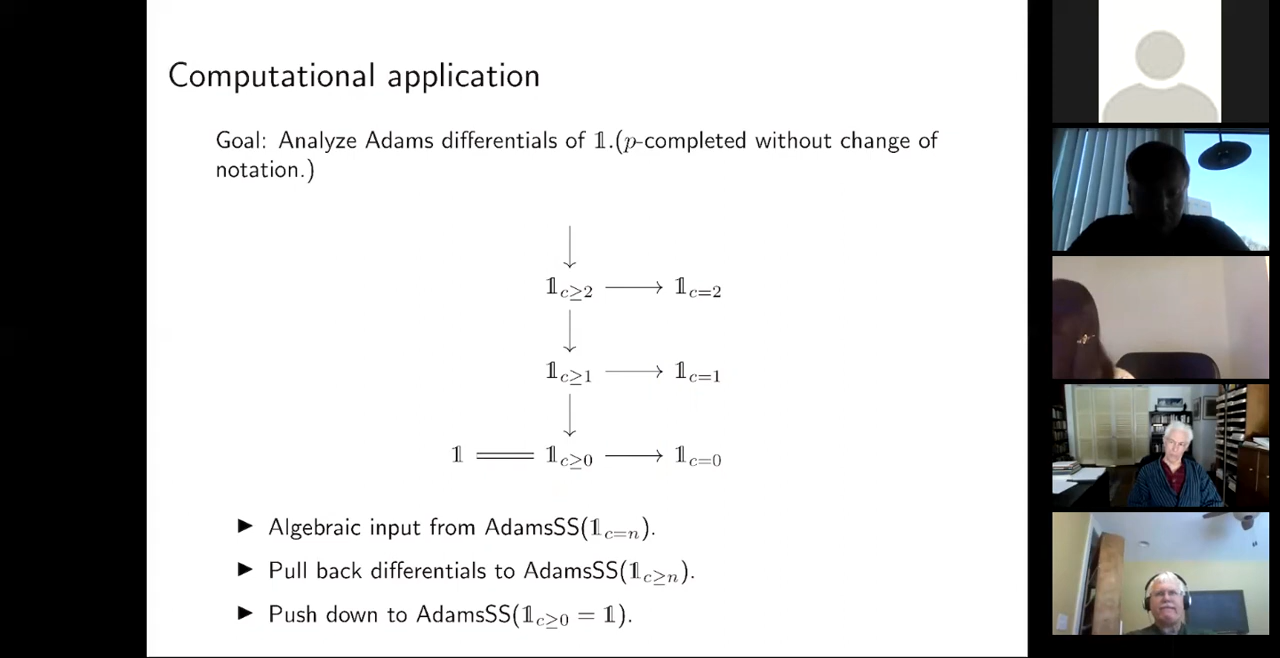 Computational application
Goal: Analyze Adams differentials of 𝟙.(p-completed without change of
notation.)
𝟙_{c≥2} ⟶ 𝟙_{c=2}
𝟙_{c≥1} ⟶ 𝟙_{c=1}
𝟙 ═ 𝟙_{c≥0} ⟶ 𝟙_{c=0}
▶ Algebraic input from AdamsSS(𝟙_{c=n}).
▶ Pull back differentials to AdamsSS(𝟙_{c≥n}).
▶ Push down to AdamsSS(𝟙_{c≥0} = 𝟙).